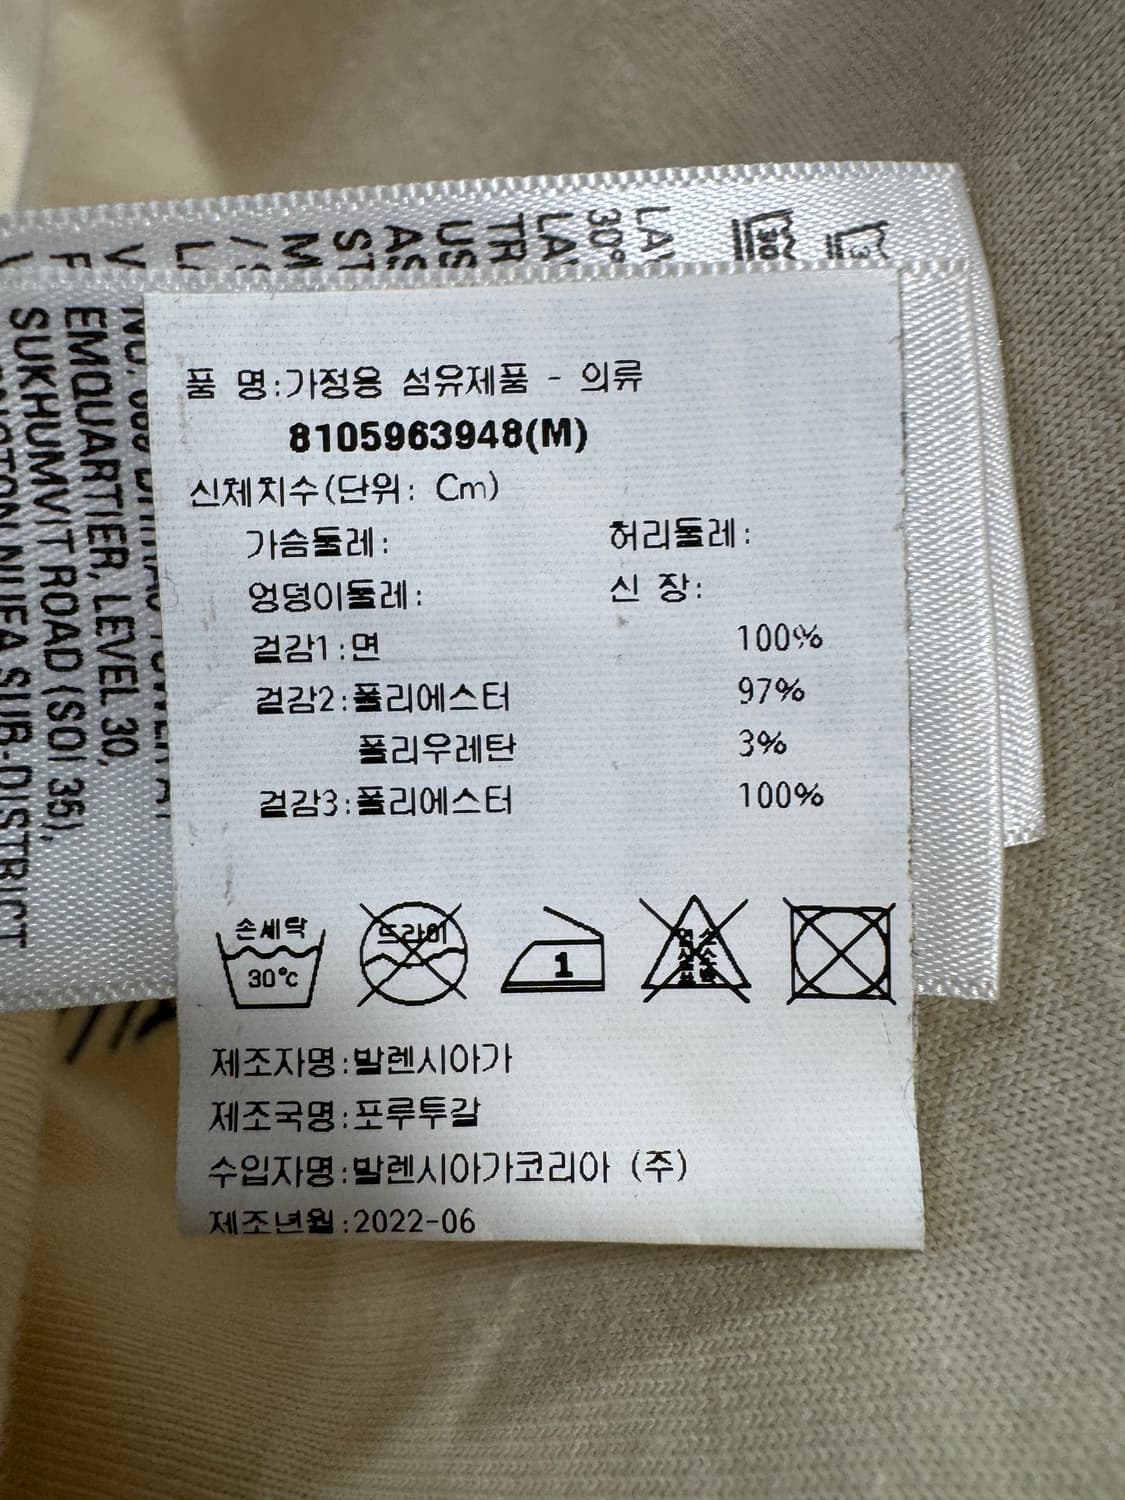 품 명:가정용 섬유제품 - 의류
8105963948(M)
신체치수(단위: Cm)
가슴둘레: 허리둘레:
엉덩이둘레: 신 장:
겉감1:면 100%
겉감2:폴리에스터 97%
폴리우레탄 3%
겉감3:폴리에스터 100%
손세탁 드라이
30℃ 1
제조자명:발렌시아가
제조국명:포루투갈
수입자명:발렌시아가코리아 (주)
제조년월:2022-06
EMQUARTIER, LEVEL 30,
SUKHUMVIT ROAD (SOI 35),
NUEA SUB-DISTRICT